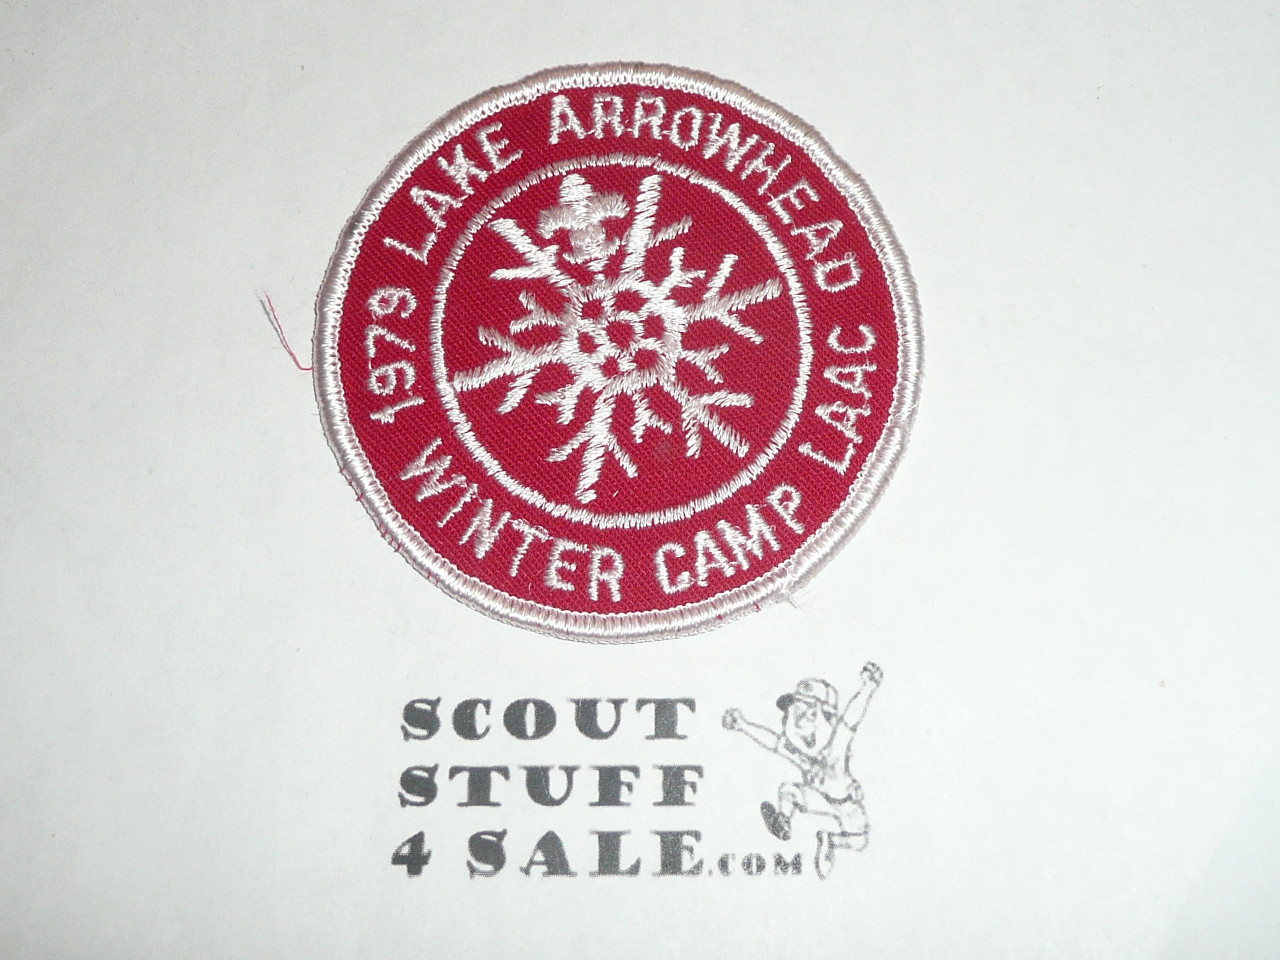 1979 LAKE ARROWHEAD LAAC
WINTER CAMP
SCOUT
STUFF
4 SALE.COM